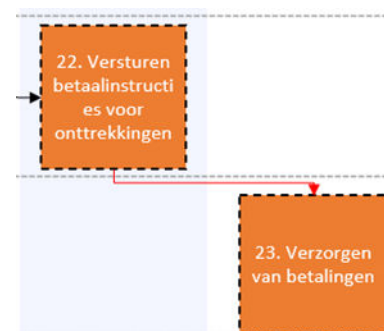 22. Versturen
betaalinstructi
es voor
onttrekkingen
23. Verzorgen
van betalingen